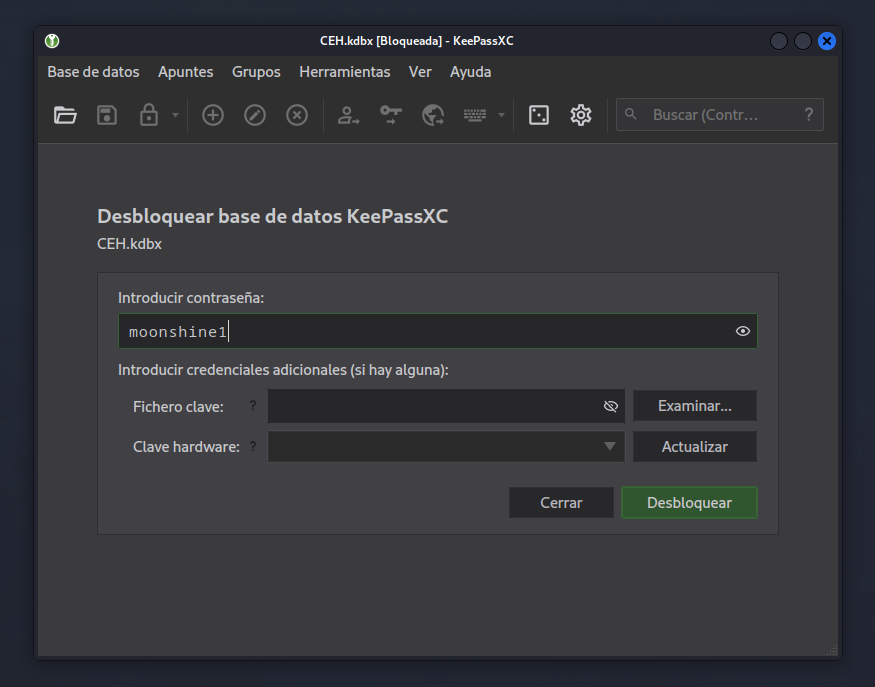 CEH.kdbx [Bloqueada] - KeePassXC
Base de datos Apuntes Grupos Herramientas Ver Ayuda
Buscar (Contr... ?
Desbloquear base de datos KeePassXC
CEH.kdbx
Introducir contraseña:
moonshine1
Introducir credenciales adicionales (si hay alguna):
Fichero clave: ? Examinar...
Clave hardware: ? Actualizar
Cerrar Desbloquear